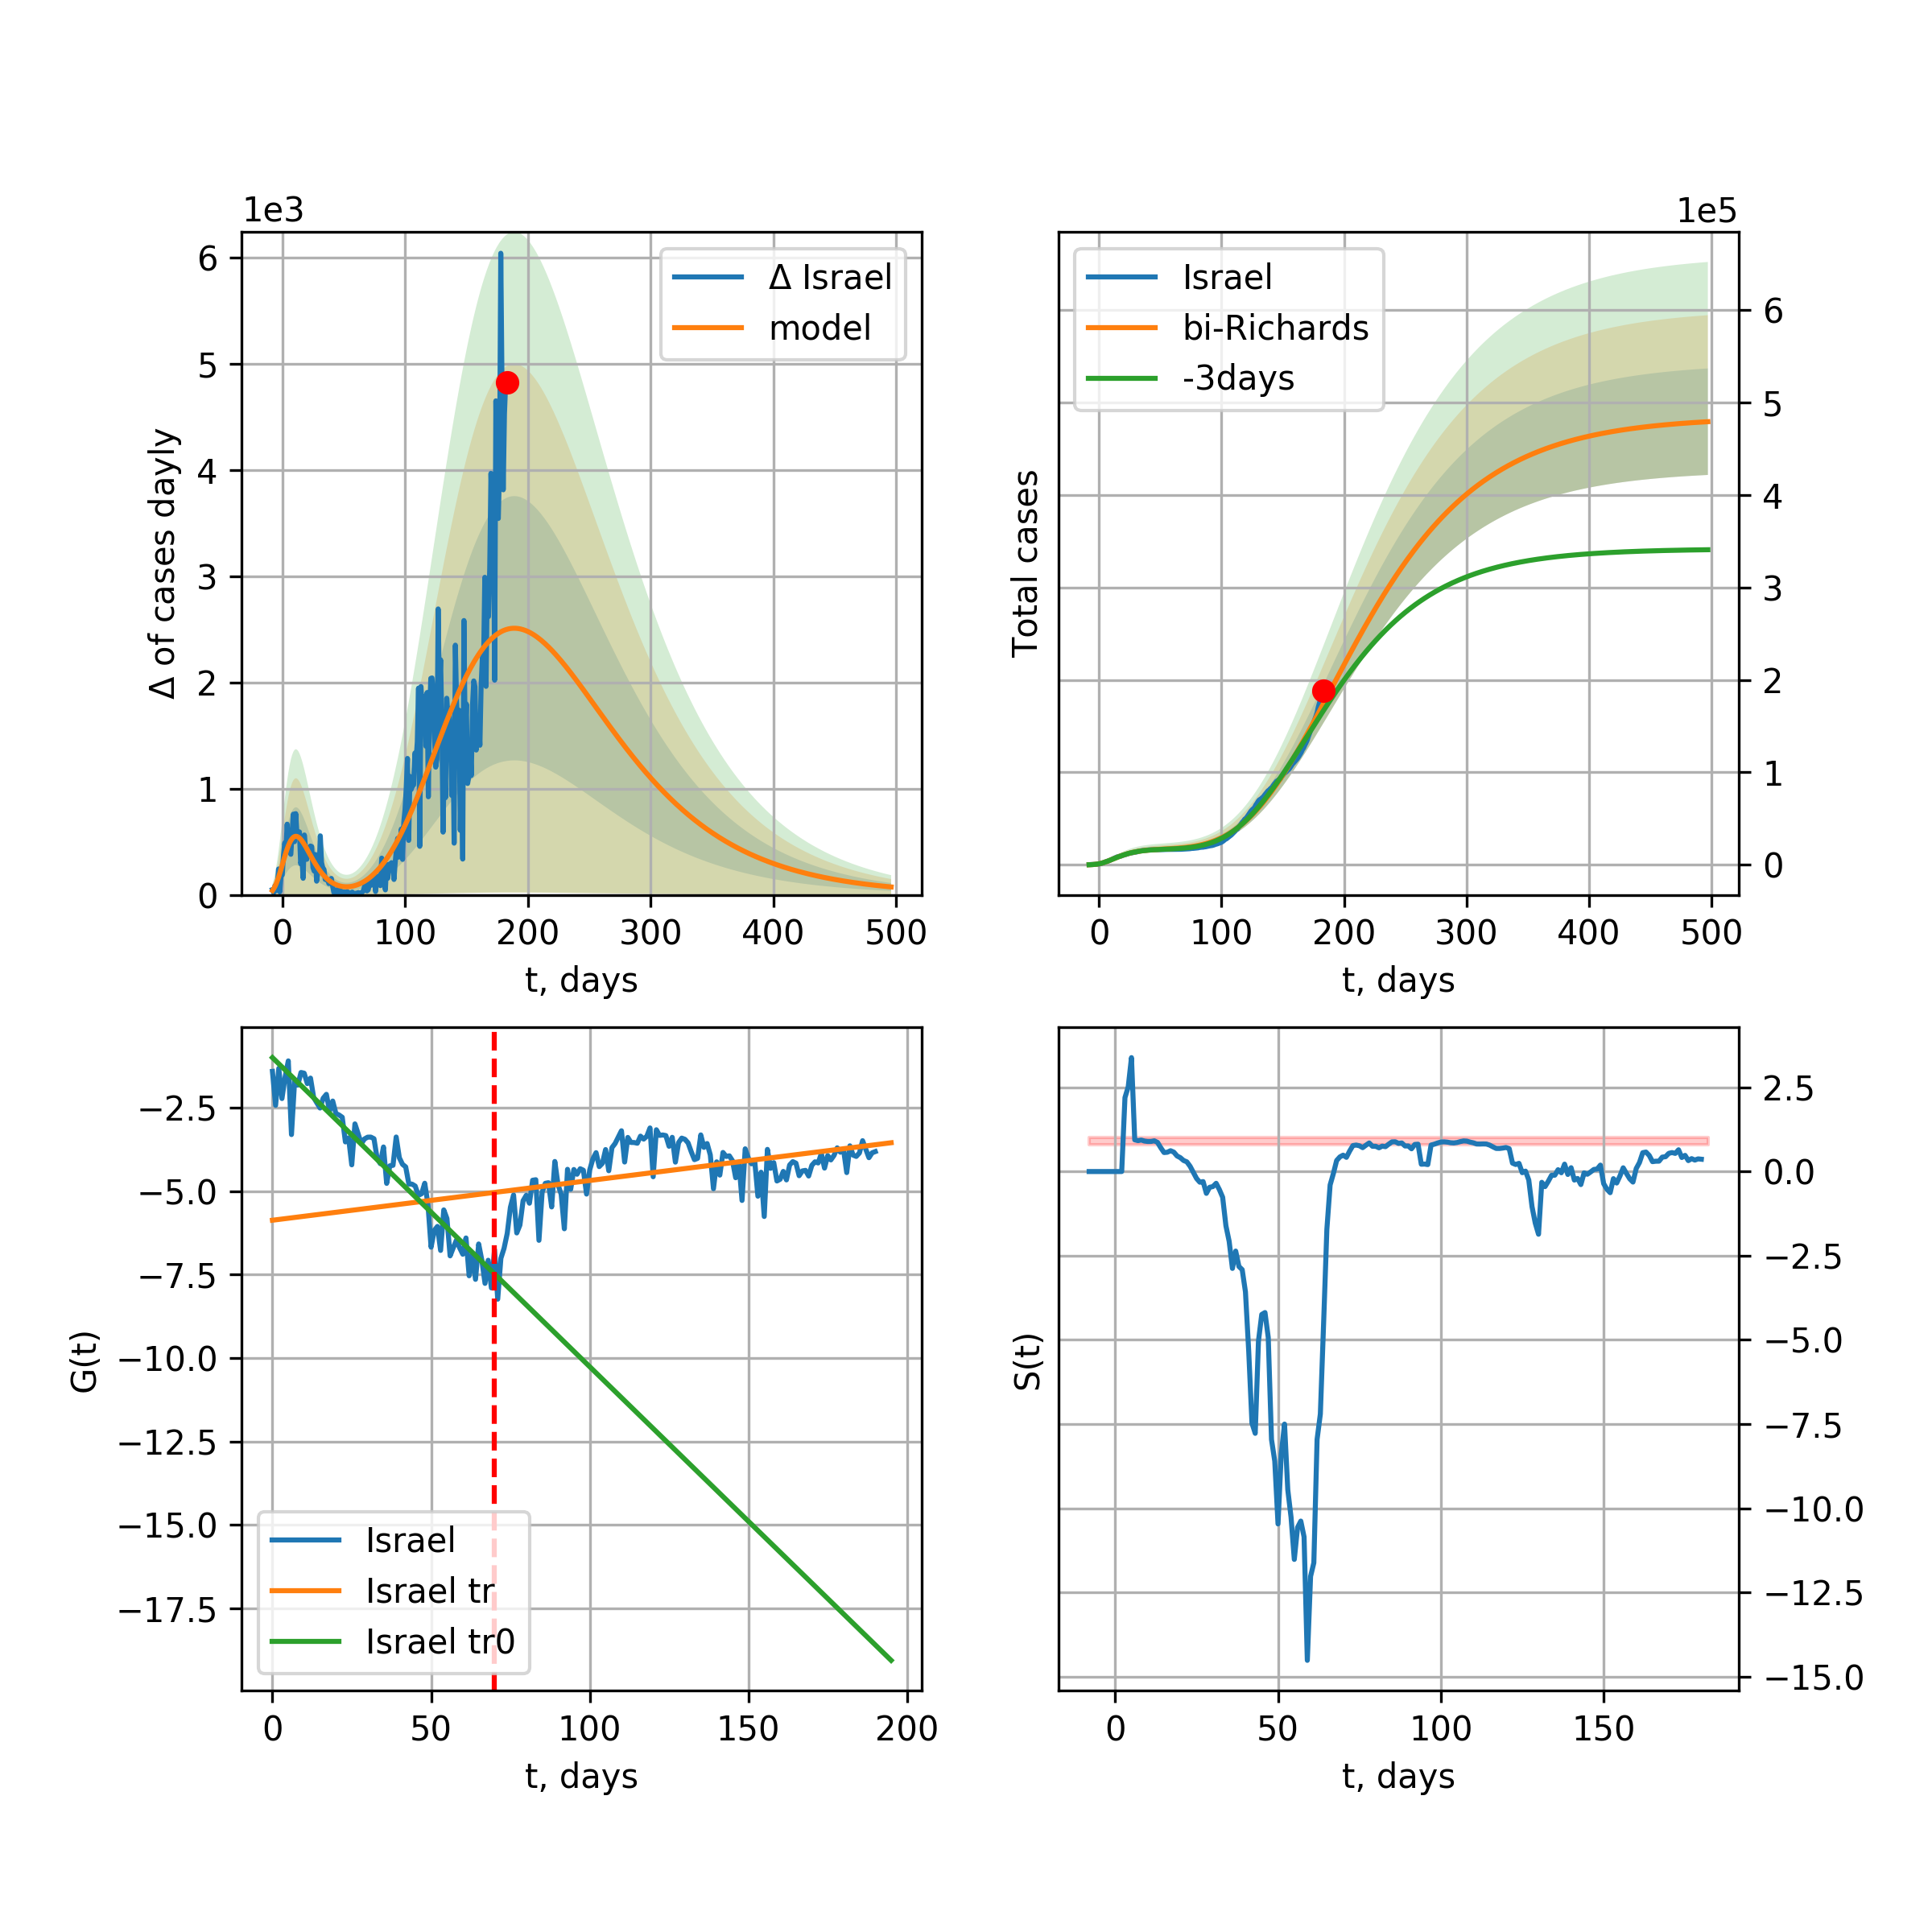 1e3
Δ of cases dayly
6
5
4
3
2
1
0
Δ Israel
model
0 100 200 300 400 500
t, days
1e5
Total cases
Israel
bi-Richards
-3days
6
5
4
3
2
1
0
0 100 200 300 400 500
t, days
G(t)
−2.5
−5.0
−7.5
−10.0
−12.5
−15.0
−17.5
Israel
Israel tr
Israel tr0
0 50 100 150 200
t, days
S(t)
2.5
0.0
−2.5
−5.0
−7.5
−10.0
−12.5
−15.0
0 50 100 150
t, days